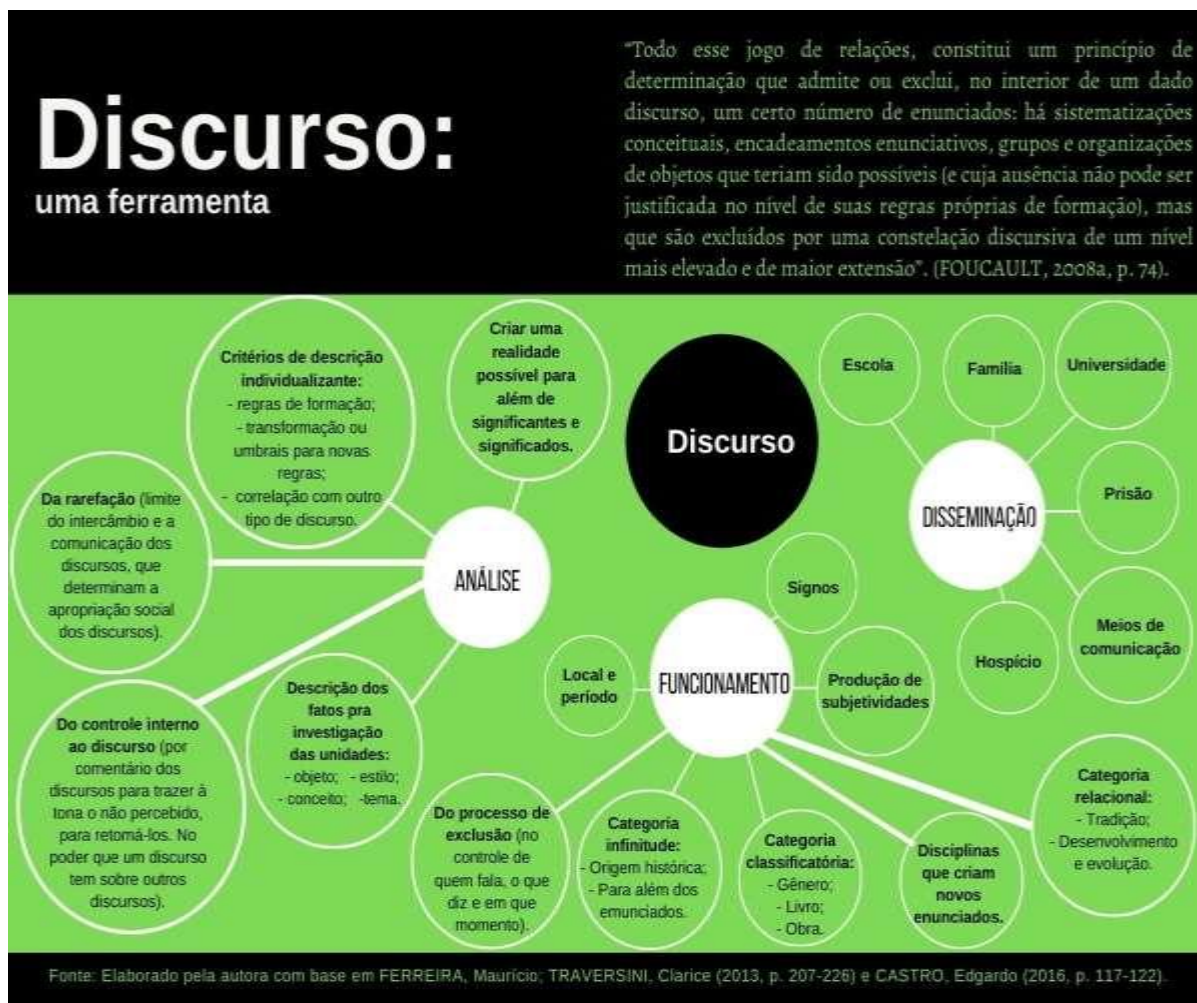 Discurso:
uma ferramenta
"Todo esse jogo de relações, constitui um princípio de
determinação que admite ou exclui, no interior de um dado
discurso, um certo número de enunciados: há sistematizações
conceituais, encadeamentos enunciativos, grupos e organizações
de objetos que teriam sido possíveis (e cuja ausência não pode ser
justificada no nível de suas regras próprias de formação), mas
que são excluídos por uma constelação discursiva de um nível
mais elevado e de maior extensão". (FOUCAULT, 2008a, p. 74).
Critérios de descrição
individualizante:
- regras de formação;
- transformação ou
umbrais para novas
regras;
- correlação com outro
tipo de discurso.
Criar uma
realidade
possível para
além de
significantes e
significados.
Da rarefação (limite
do intercâmbio e a
comunicação dos
discursos, que
determinam a
apropriação social
dos discursos).
ANÁLISE
Do controle interno
ao discurso (por
comentário dos
discursos para trazer à
tona o não percebido,
para retomá-los. No
poder que um discurso
tem sobre outros
discursos).
Descrição dos
fatos pra
investigação
das unidades:
- objeto; - estilo;
- conceito; -tema.
Discurso
Escola
Família
Universidade
DISSEMINAÇÃO
Prisão
Meios de
comunicação
Hospício
Signos
Local e
período
FUNCIONAMENTO
Produção de
subjetividades
Do processo de
exclusão (no
controle de
quem fala, o que
diz e em que
momento).
Categoria
infinitude:
- Origem histórica;
- Para além dos
emunciados.
Categoria
classificatória:
- Gênero;
- Livro;
- Obra.
Disciplinas
que criam
novos
enunciados.
Categoria
relacional:
- Tradição;
- Desenvolvimento
e evolução.
Fonte: Elaborado pela autora com base em FERREIRA, Maurício; TRAVERSINI, Clarice (2013, p. 207-226) e CASTRO, Edgardo (2016, p. 117-122).